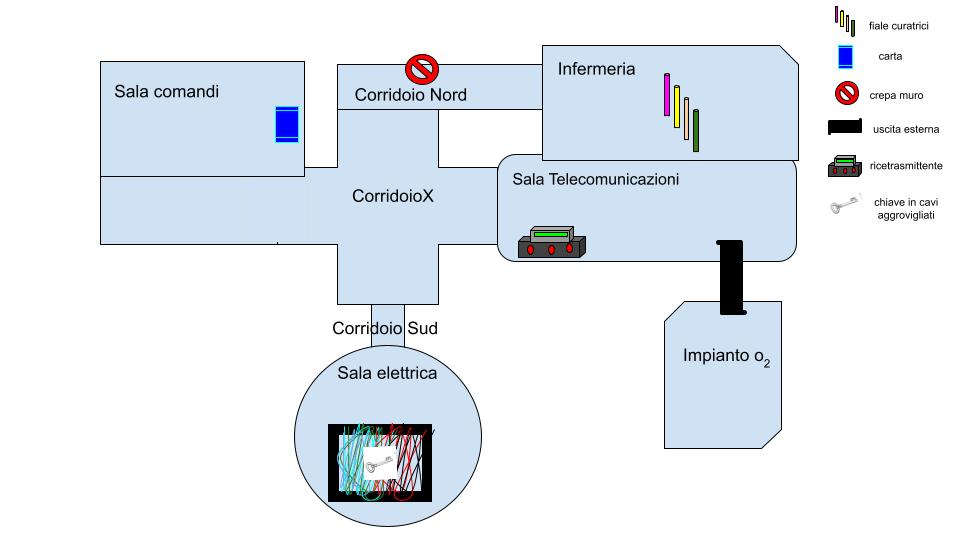 Sala comandi
Corridoio Nord
Infermeria
CorridoioX
Sala Telecomunicazioni
Corridoio Sud
Sala elettrica
Impianto o₂
fiale curatrici
carta
crepa muro
uscita esterna
ricetrasmittente
chiave in cavi
aggrovigliati